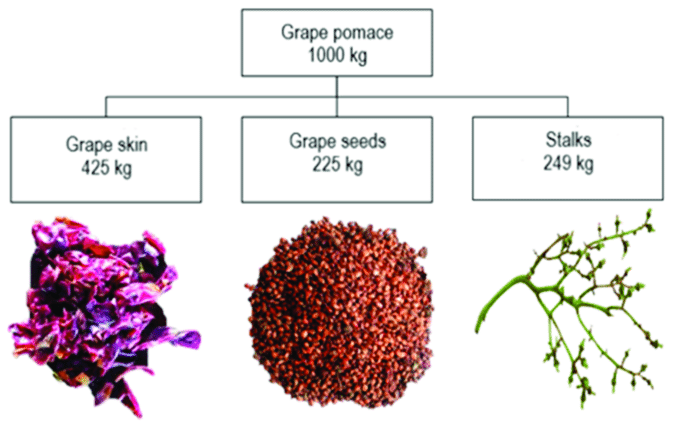 Grape pomace
1000 kg
Grape skin
425 kg
Grape seeds
225 kg
Stalks
249 kg